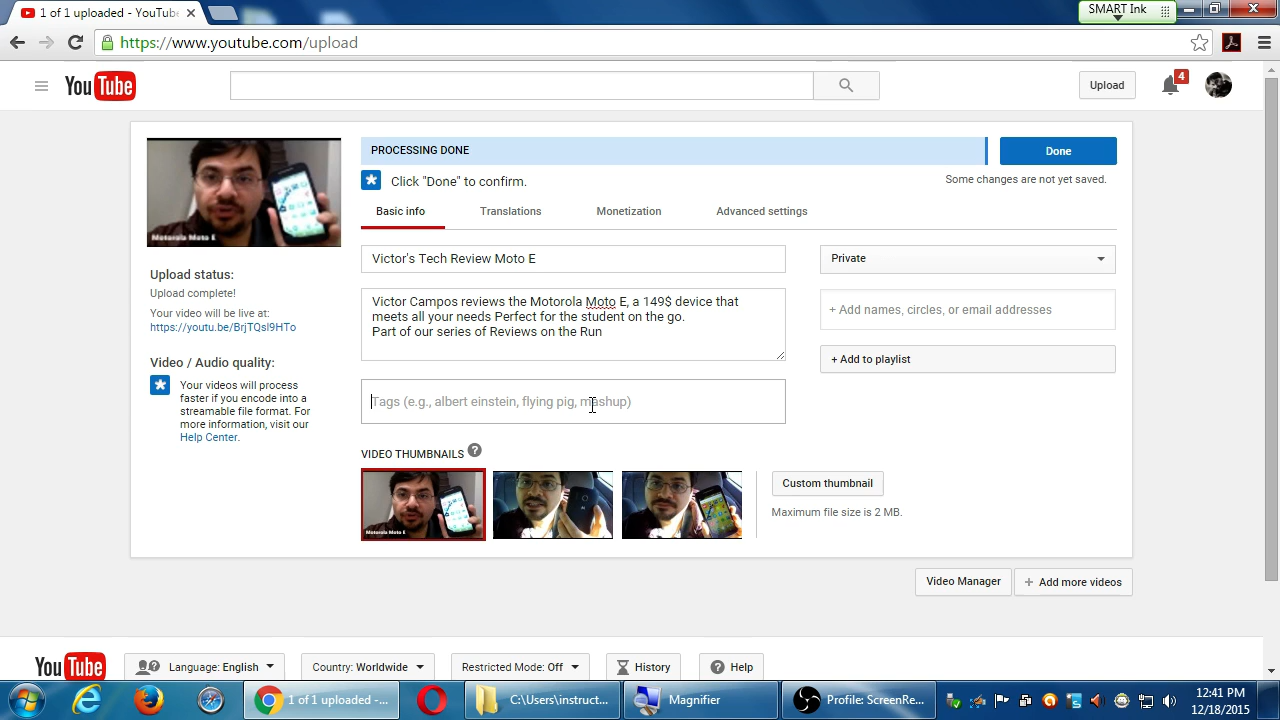 1 of 1 uploaded - YouTube
SMART Ink
https://www.youtube.com/upload
YouTube
Upload
4
PROCESSING DONE
Done
Click "Done" to confirm.
Some changes are not yet saved.
Basic info
Translations
Monetization
Advanced settings
Motorola Moto E
Victor's Tech Review Moto E
Private
Upload status:
Upload complete!
Your video will be live at:
https://youtu.be/BrjTQsl9HTo
Victor Campos reviews the Motorola Moto E, a 149$ device that
meets all your needs Perfect for the student on the go.
Part of our series of Reviews on the Run
+ Add names, circles, or email addresses
+ Add to playlist
Video / Audio quality:
Your videos will process
faster if you encode into a
streamable file format. For
more information, visit our
Help Center.
Tags (e.g., albert einstein, flying pig, mashup)
VIDEO THUMBNAILS ?
Motorola Moto E
Custom thumbnail
Maximum file size is 2 MB.
Video Manager
+ Add more videos
YouTube
Language: English
Country: Worldwide
Restricted Mode: Off
History
Help
1 of 1 uploaded -...
C:\Users\instruct...
Magnifier
Profile: ScreenRe...
12:41 PM
12/18/2015